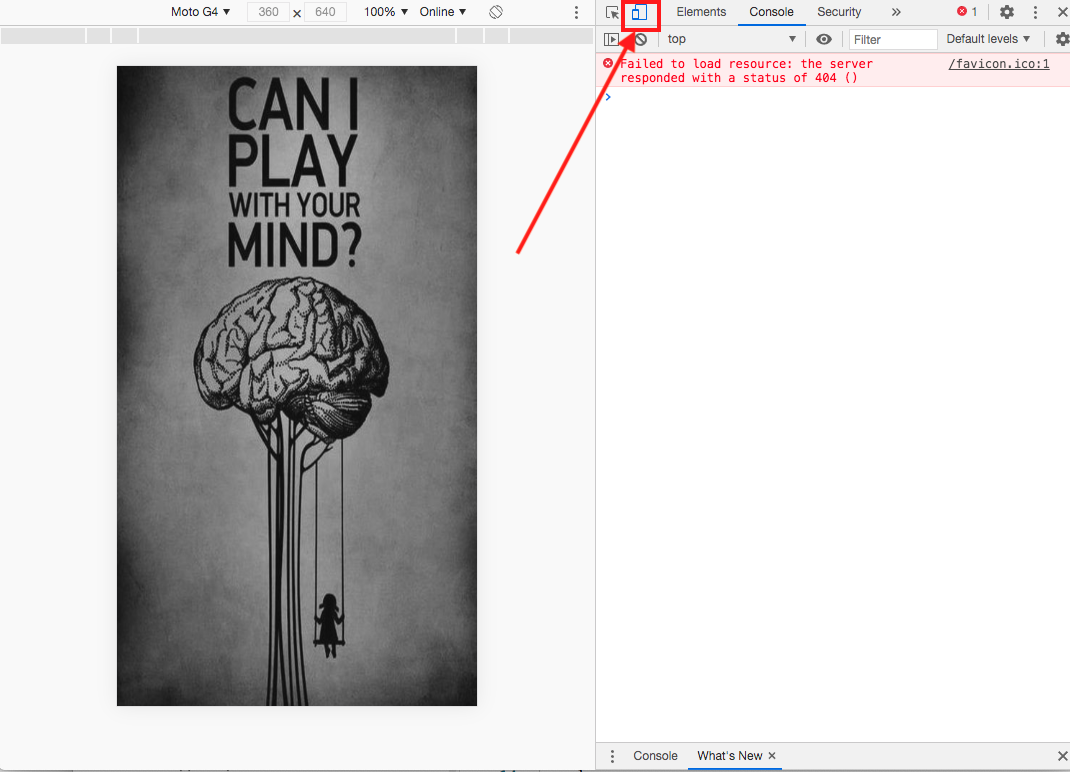 Moto G4 360 × 640 100% Online
Elements Console Security » 1
top Filter Default levels
Failed to load resource: the server /favicon.ico:1
responded with a status of 404 ()
CAN I
PLAY
WITH YOUR
MIND?
Console What's New ×